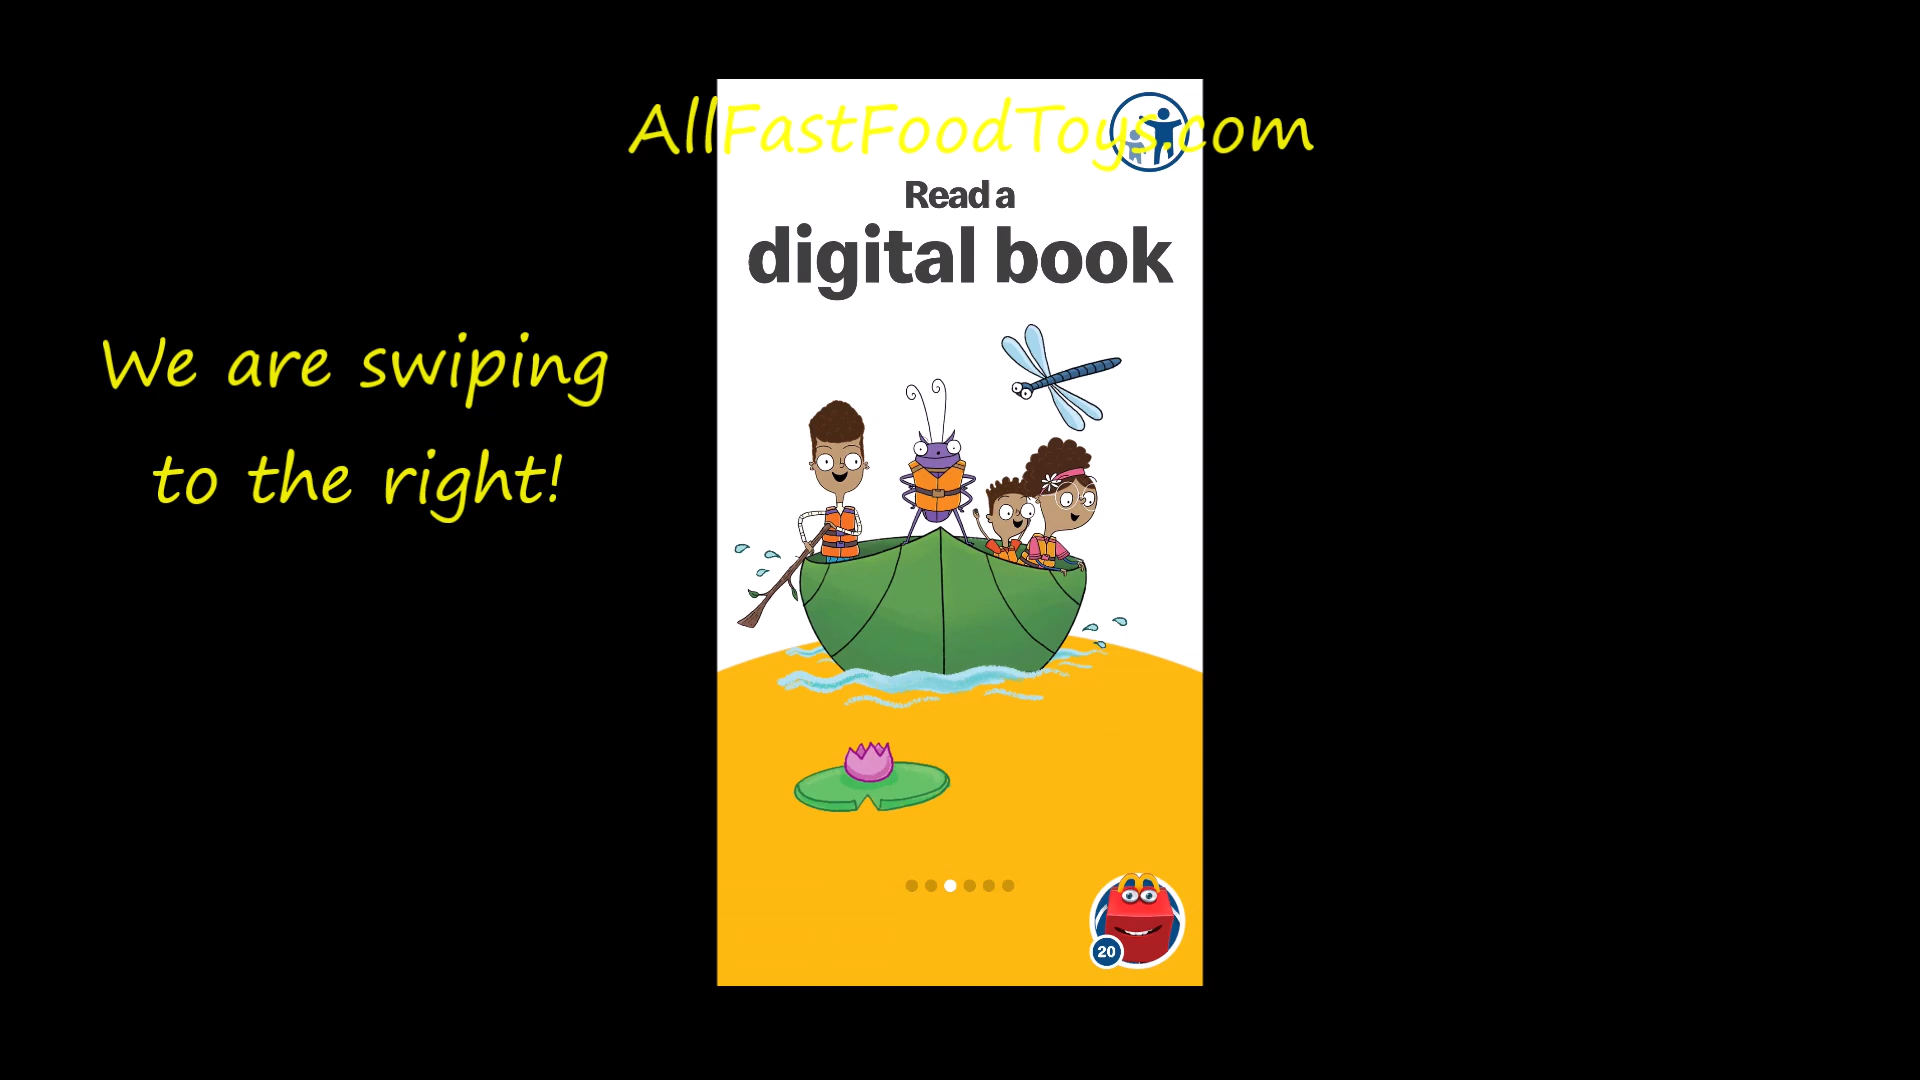 AllFastFoodToys.com
Read a
digital book
We are swiping
to the right!
20